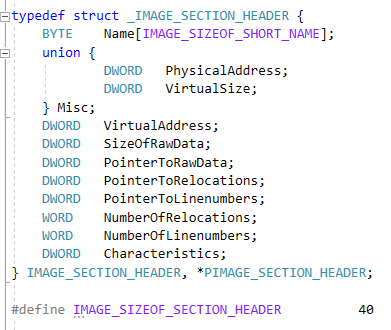 typedef struct _IMAGE_SECTION_HEADER {
    BYTE    Name[IMAGE_SIZEOF_SHORT_NAME];
    union {
            DWORD   PhysicalAddress;
            DWORD   VirtualSize;
    } Misc;
    DWORD   VirtualAddress;
    DWORD   SizeOfRawData;
    DWORD   PointerToRawData;
    DWORD   PointerToRelocations;
    DWORD   PointerToLinenumbers;
    WORD    NumberOfRelocations;
    WORD    NumberOfLinenumbers;
    DWORD   Characteristics;
} IMAGE_SECTION_HEADER, *PIMAGE_SECTION_HEADER;

#define IMAGE_SIZEOF_SECTION_HEADER          40